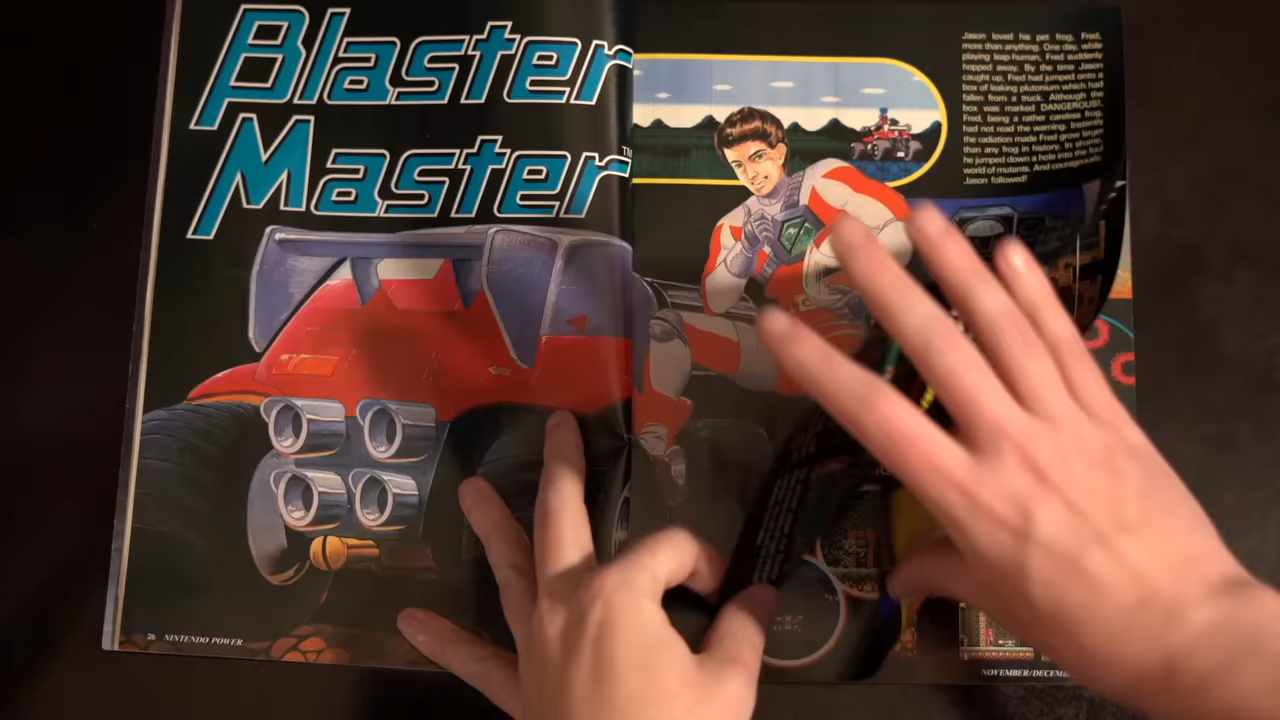 Blaster
Master
TM
Jason loved his pet frog, Fred,
more than anything. One day, while
playing leap-human, Fred suddenly
hopped away. By the time Jason
caught up, Fred had jumped onto a
box of leaking plutonium which had
fallen from a truck. Although the
box was marked DANGEROUS!,
Fred, being a rather careless frog,
had not read the warning. Instantly
the radiation made Fred grow larger
than any frog in history. In shame,
he jumped down a hole into the
world of mutants. And courageously,
Jason followed!
26 NINTENDO POWER
NOVEMBER/DECEM